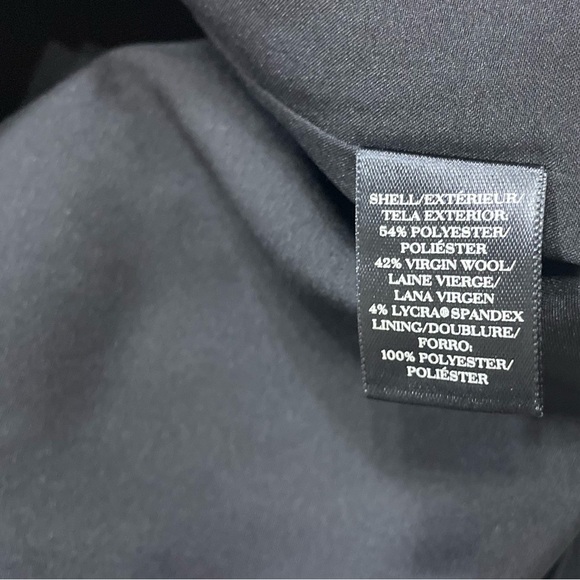 SHELL/EXTÉRIEUR/
TELA EXTERIOR:
54% POLYESTER/
POLIÉSTER
42% VIRGIN WOOL/
LAINE VIERGE/
LANA VIRGEN
4% LYCRA® SPANDEX
LINING/DOUBLURE/
FORRO:
100% POLYESTER/
POLIÉSTER